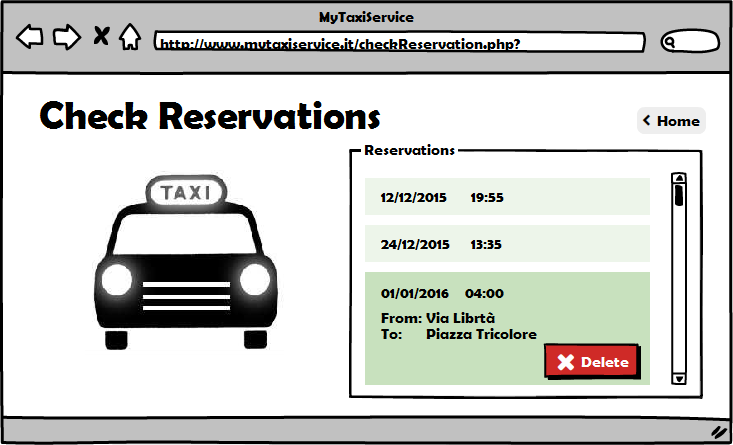 MyTaxiService
http://www.mytaxiservice.it/checkReservation.php?
Check Reservations
Home
Reservations
TAXI
12/12/2015 19:55
24/12/2015 13:35
01/01/2016 04:00
From: Via Librtà
To: Piazza Tricolore
Delete